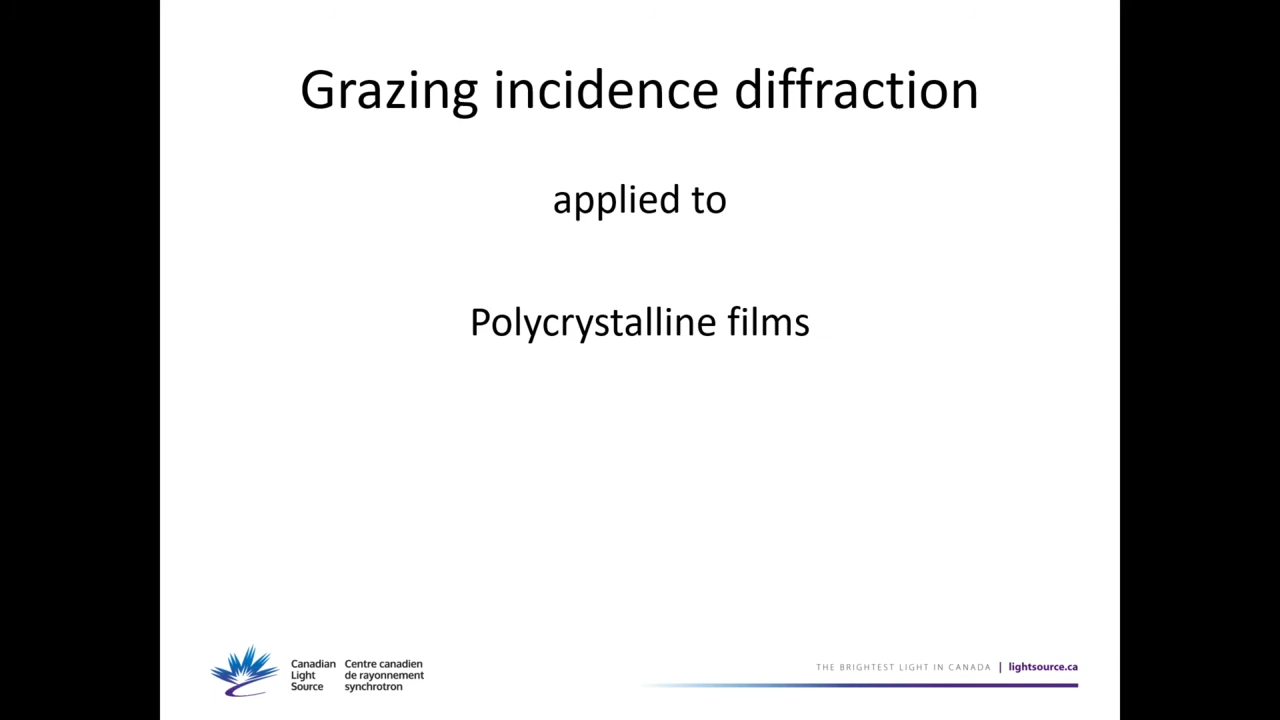 Grazing incidence diffraction
applied to
Polycrystalline films
Canadian Light Source
Centre canadien de rayonnement synchrotron
THE BRIGHTEST LIGHT IN CANADA | lightsource.ca